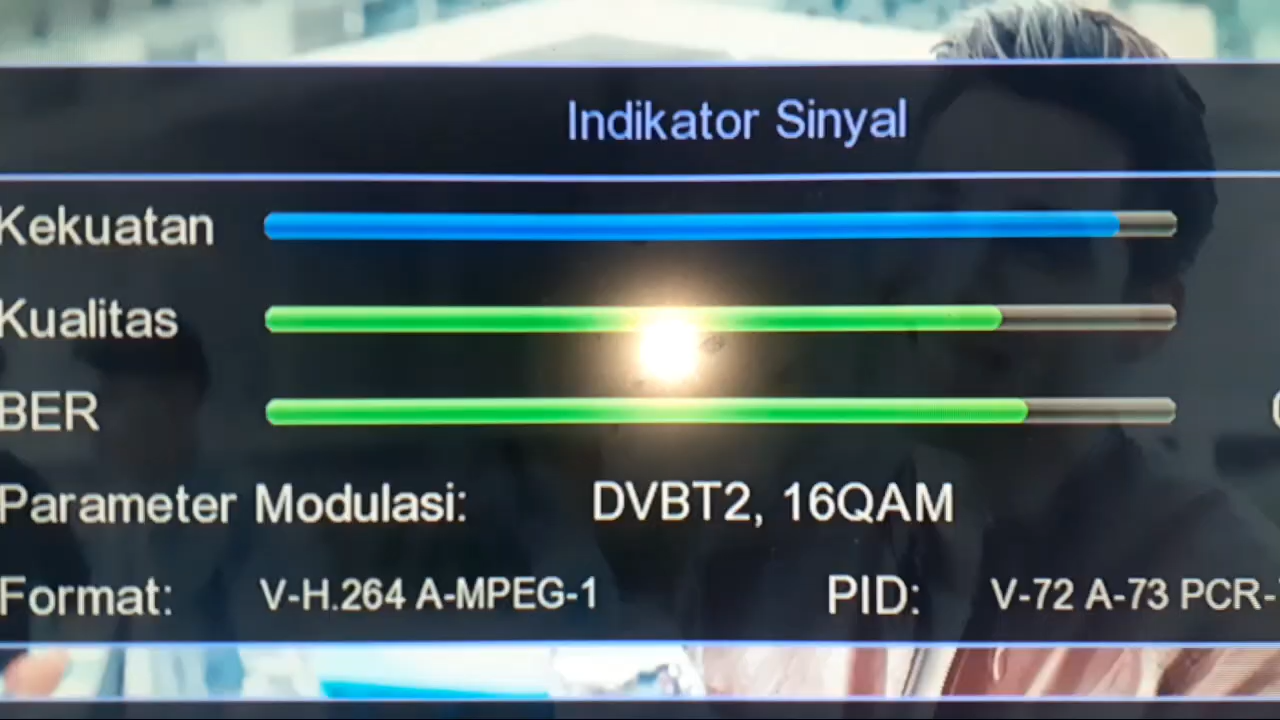 Indikator Sinyal
Kekuatan
Kualitas
BER
Parameter Modulasi: DVBT2, 16QAM
Format: V-H.264 A-MPEG-1 PID: V-72 A-73 PCR-